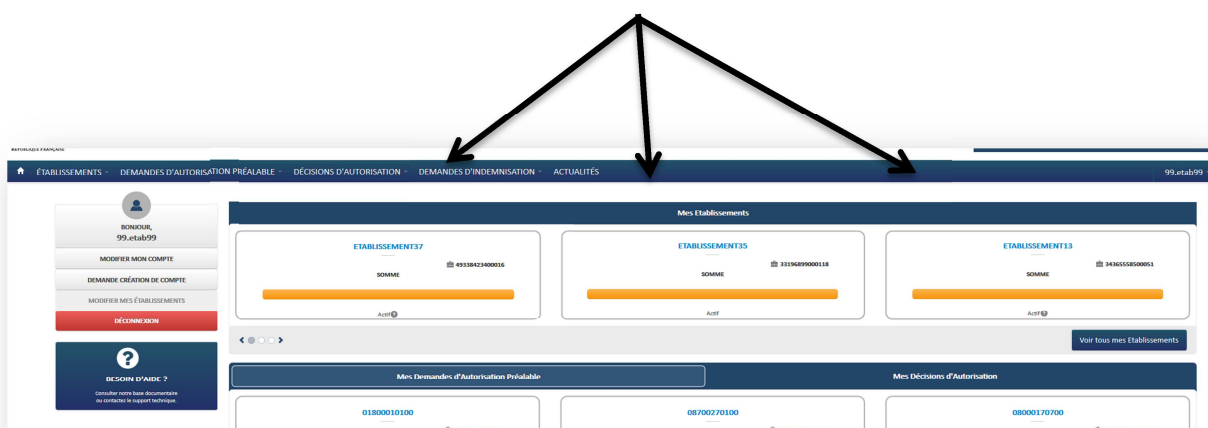 RÉPUBLIQUE FRANÇAISE
ÉTABLISSEMENTS DEMANDES D'AUTORISATION PRÉALABLE DÉCISIONS D'AUTORISATION DEMANDES D'INDEMNISATION ACTUALITÉS 99.etab99
BONJOUR,
99.etab99
MODIFIER MON COMPTE
DEMANDE CRÉATION DE COMPTE
MODIFIER MES ÉTABLISSEMENTS
DÉCONNEXION
?
BESOIN D'AIDE ?
Consulter notre base documentaire
ou contacter le support technique.
Mes Etablissements
ETABLISSEMENT37
49338423400016
SOMME
Actif
ETABLISSEMENT35
33196899000118
SOMME
Actif
ETABLISSEMENT13
34365558500051
SOMME
Actif
Voir tous mes Etablissements
Mes Demandes d'Autorisation Préalable
Mes Décisions d'Autorisation
01800010100
08700270100
08000170700